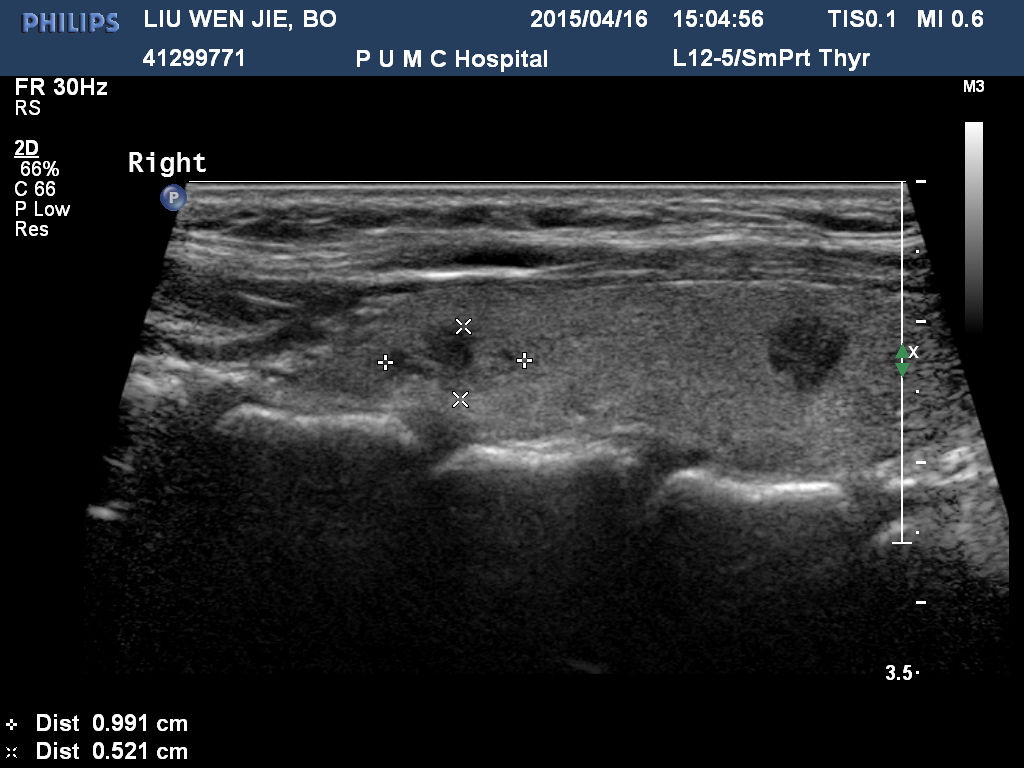 PHILIPS
LIU WEN JIE, BO 2015/04/16 15:04:56 TIS0.1 MI 0.6
41299771 P U M C Hospital L12-5/SmPrt Thyr
FR 30Hz
RS
M3
2D
66%
C 66
P Low
Res
Right
P
X
3.5
Dist 0.991 cm
Dist 0.521 cm